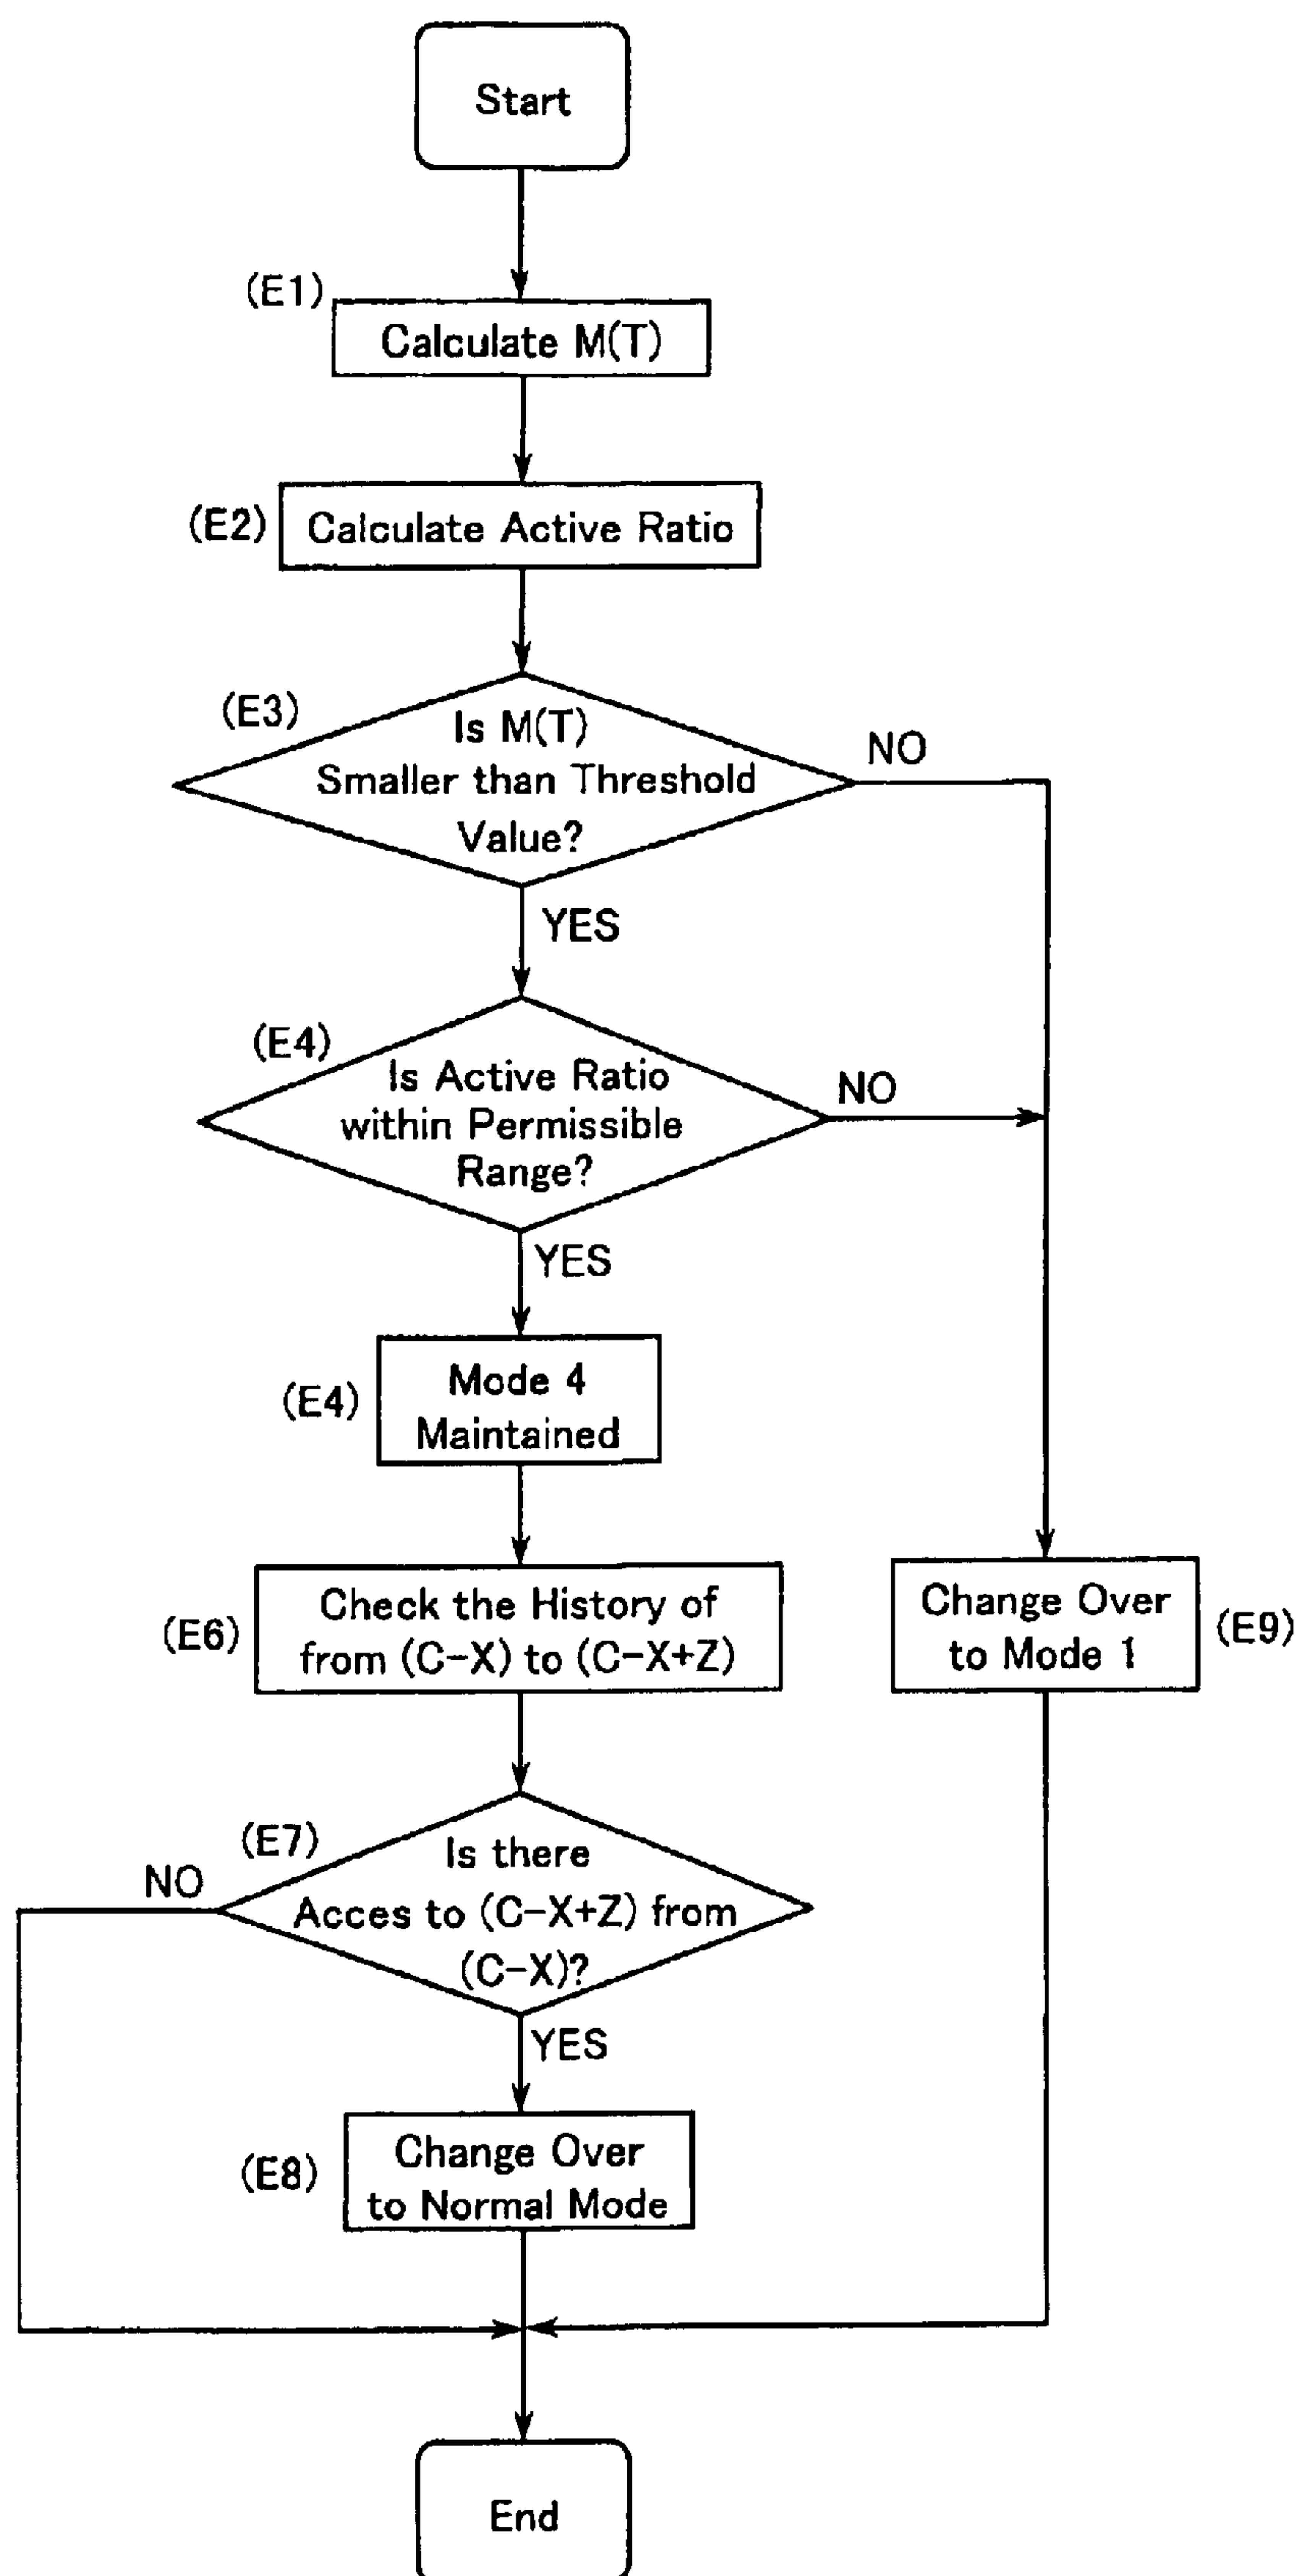 Start
(E1)
Calculate M(T)
(E2)
Calculate Active Ratio
(E3)
Is M(T)
Smaller than Threshold
Value?
NO
YES
(E4)
Is Active Ratio
within Permissible
Range?
NO
YES
(E4)
Mode 4
Maintained
(E6)
Check the History of
from (C-X) to (C-X+Z)
Change Over
to Mode 1
(E9)
(E7)
NO
Is there
Acces to (C-X+Z) from
(C-X)?
YES
(E8)
Change Over
to Normal Mode
End